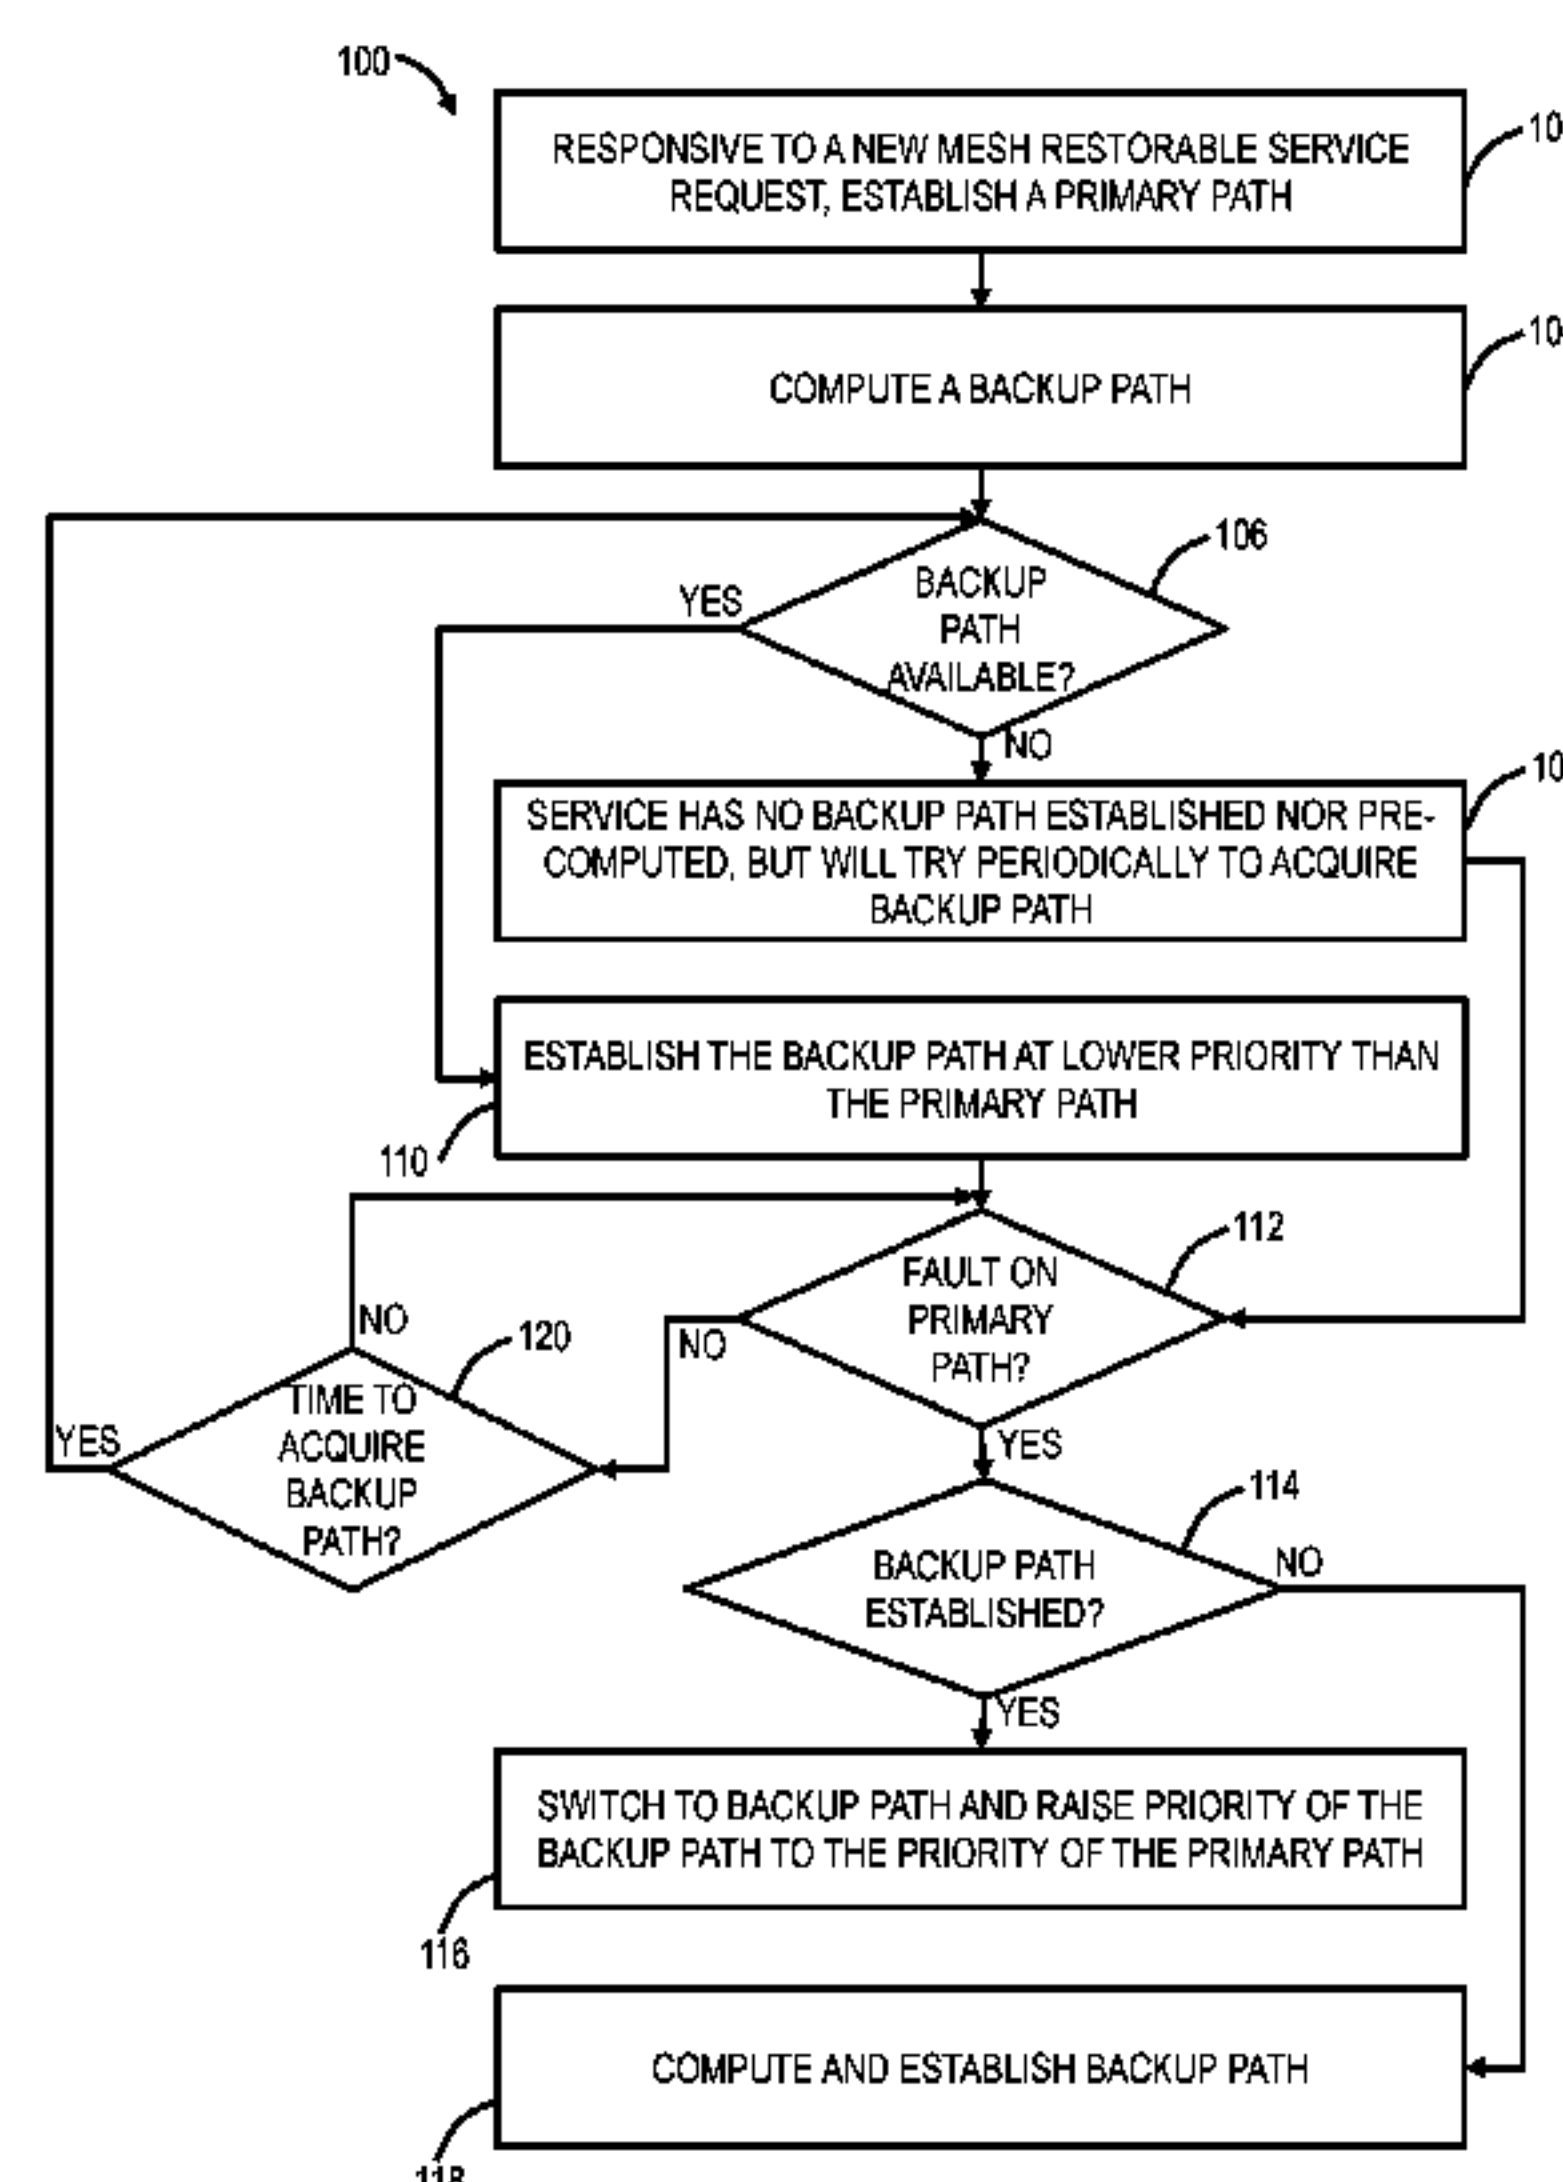 100
RESPONSIVE TO A NEW MESH RESTORABLE SERVICE
REQUEST, ESTABLISH A PRIMARY PATH
10
COMPUTE A BACKUP PATH
10
BACKUP
PATH
AVAILABLE?
106
YES
NO
SERVICE HAS NO BACKUP PATH ESTABLISHED NOR PRE-
COMPUTED, BUT WILL TRY PERIODICALLY TO ACQUIRE
BACKUP PATH
10
ESTABLISH THE BACKUP PATH AT LOWER PRIORITY THAN
THE PRIMARY PATH
110
FAULT ON
PRIMARY
PATH?
112
NO
YES
TIME TO
ACQUIRE
BACKUP
PATH?
120
NO
YES
BACKUP PATH
ESTABLISHED?
114
NO
YES
SWITCH TO BACKUP PATH AND RAISE PRIORITY OF THE
BACKUP PATH TO THE PRIORITY OF THE PRIMARY PATH
116
COMPUTE AND ESTABLISH BACKUP PATH
118